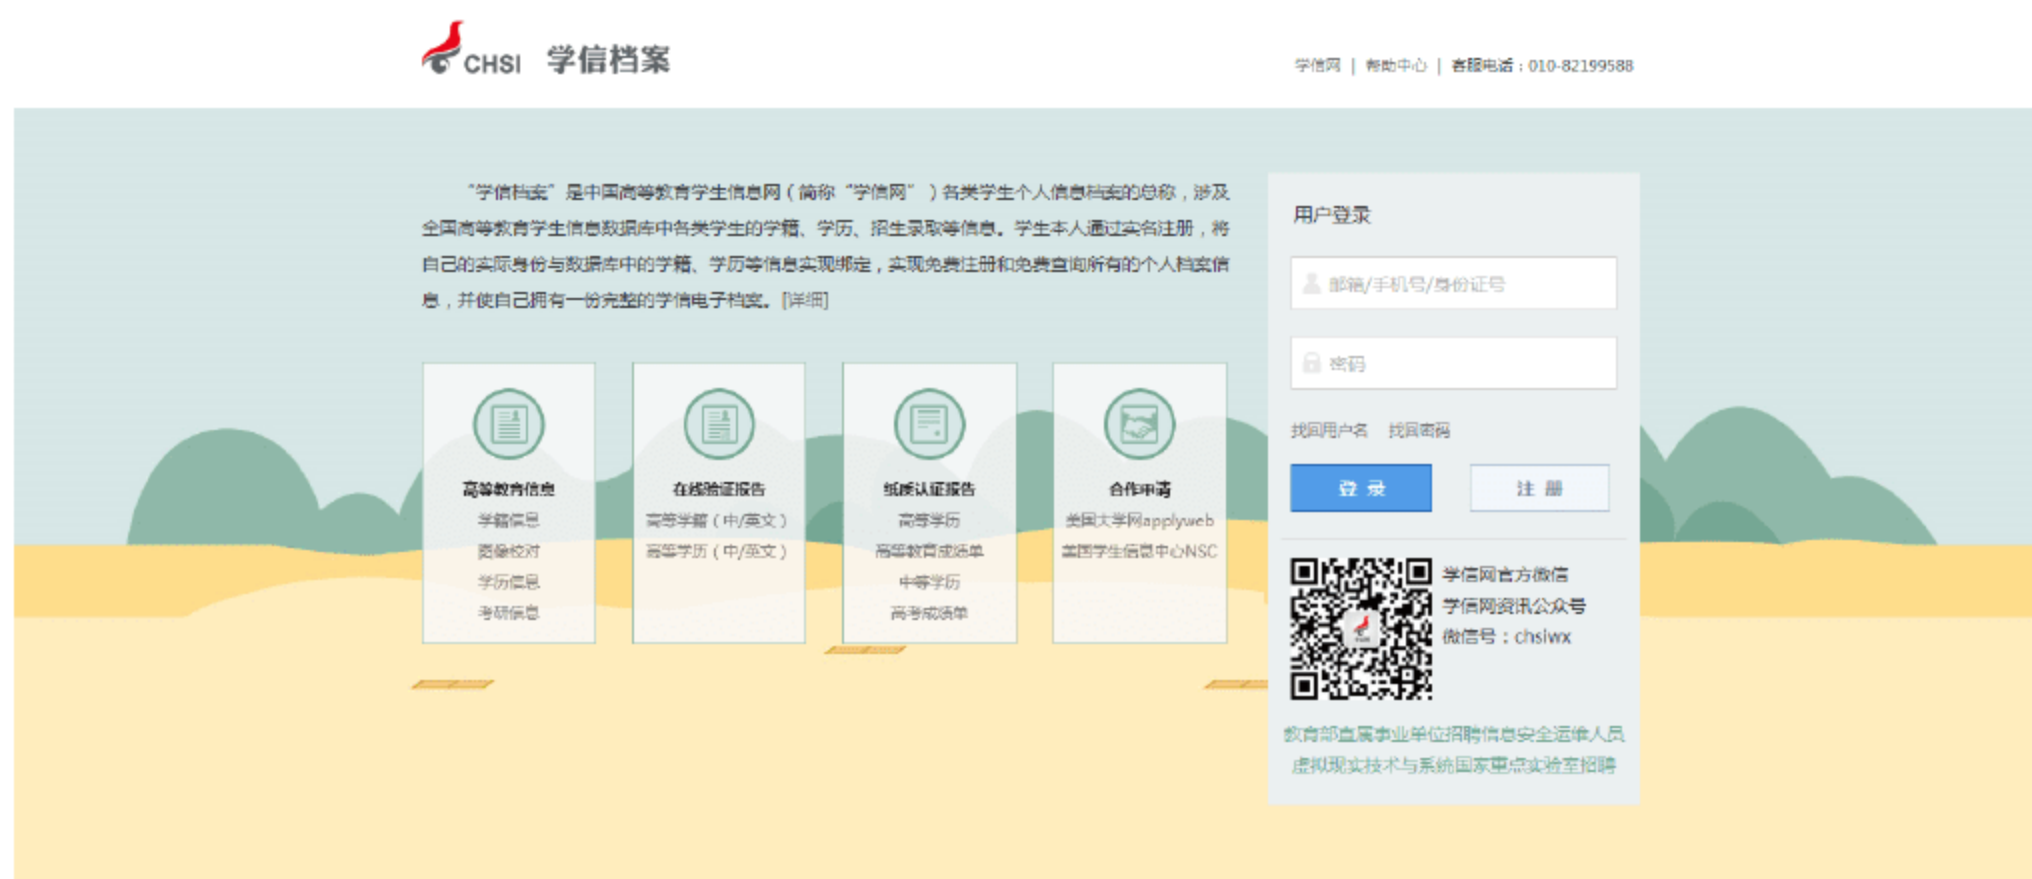 CHSI 学信档案
学信网 | 帮助中心 | 客服电话：010-82199588
“学信档案”是中国高等教育学生信息网（简称“学信网”）各类学生个人信息档案的总称，涉及
全国高等教育学生信息数据库中各类学生的学籍、学历、招生录取等信息。学生本人通过实名注册，将
自己的实际身份与数据库中的学籍、学历等信息实现绑定，实现免费注册和免费查询所有的个人档案信
息，并使自己拥有一份完整的学信电子档案。[详细]
高等教育信息
学籍信息
图像校对
学历信息
考研信息
在线验证报告
高等学籍（中/英文）
高等学历（中/英文）
纸质认证报告
高等学历
高等教育成绩单
中等学历
高考成绩单
合作申请
美国大学网applyweb
美国学生信息中心NSC
用户登录
邮箱/手机号/身份证号
密码
找回用户名 找回密码
登 录 注 册
学信网官方微信
学信网资讯公众号
微信号：chsiwx
教育部直属事业单位招聘信息安全运维人员
虚拟现实技术与系统国家重点实验室招聘